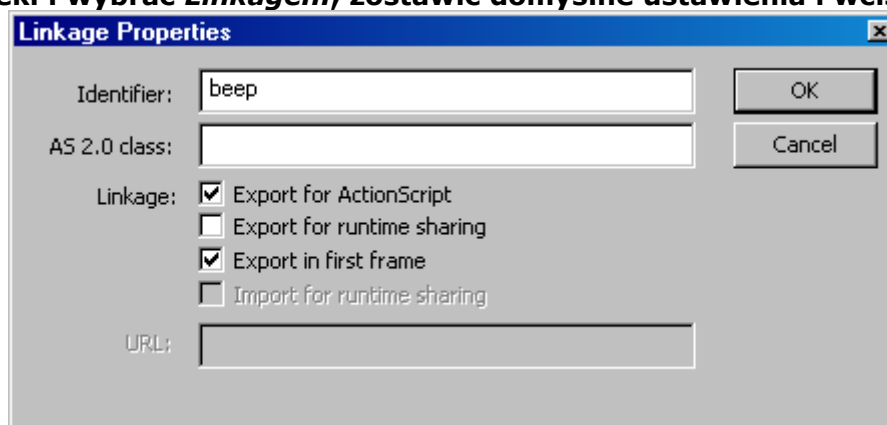 i wybrać Linkagem, zostawić domyślne ustawienia i
Linkage Properties
Identifier: beep OK
AS 2.0 class: Cancel
Linkage: Export for ActionScript
Export for runtime sharing
Export in first frame
Import for runtime sharing
URL: